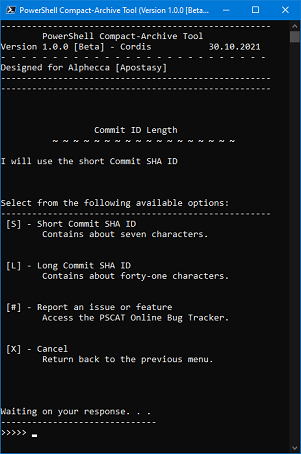 PowerShell Compact-Archive Tool (Version 1.0.0 [Beta...
----------------------------------------------------
PowerShell Compact-Archive Tool
Version 1.0.0 [Beta] - Cordis 30.10.2021
- - - - - - - - - - - - - - - - - - - - - - - - - -
Designed for Alphecca [Apostasy]
----------------------------------------------------
----------------------------------------------------
Commit ID Length
~ ~ ~ ~ ~ ~ ~ ~ ~ ~ ~ ~ ~ ~ ~ ~ ~ ~
I will use the short Commit SHA ID
Select from the following available options:
----------------------------------------------------
[S] - Short Commit SHA ID
Contains about seven characters.
[L] - Long Commit SHA ID
Contains about forty-one characters.
[#] - Report an issue or feature
Access the PSCAT Online Bug Tracker.
[X] - Cancel
Return back to the previous menu.
Waiting on your response. . .
------------------------------
>>>>> _